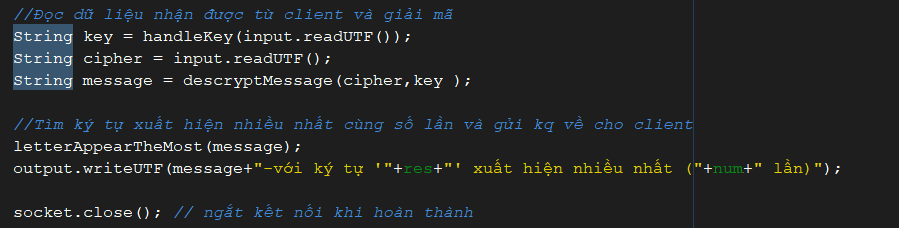 //Đọc dữ liệu nhận được từ client và giải mã
String key = handleKey(input.readUTF());
String cipher = input.readUTF();
String message = descryptMessage(cipher,key );
//Tìm ký tự xuất hiện nhiều nhất cùng số lần và gửi kq về cho client
letterAppearTheMost(message);
output.writeUTF(message+"-với ký tự '"+res+"' xuất hiện nhiều nhất ("+num+" lần)");
socket.close(); // ngắt kết nối khi hoàn thành